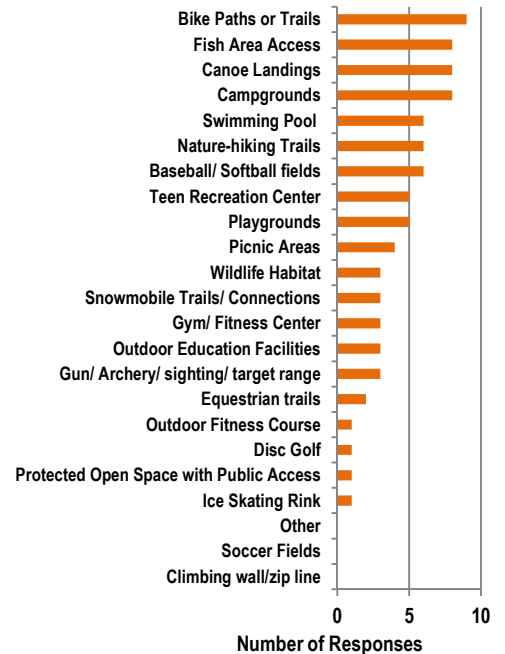 Bike Paths or Trails
Fish Area Access
Canoe Landings
Campgrounds
Swimming Pool
Nature-hiking Trails
Baseball/ Softball fields
Teen Recreation Center
Playgrounds
Picnic Areas
Wildlife Habitat
Snowmobile Trails/ Connections
Gym/ Fitness Center
Outdoor Education Facilities
Gun/ Archery/ sighting/ target range
Equestrian trails
Outdoor Fitness Course
Disc Golf
Protected Open Space with Public Access
Ice Skating Rink
Other
Soccer Fields
Climbing wall/zip line
0 5 10
Number of Responses